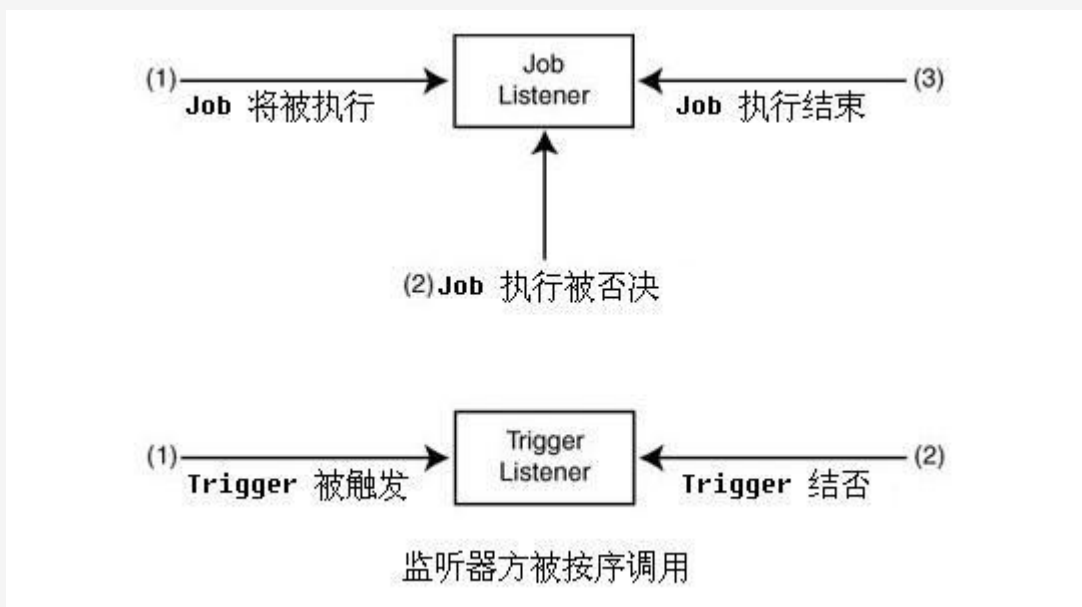 Job
Listener
(1)
Job 将被执行
(3)
Job 执行结束
(2) Job 执行被否决
Trigger
Listener
(1)
Trigger 被触发
(2)
Trigger 结否
监听器方被按序调用